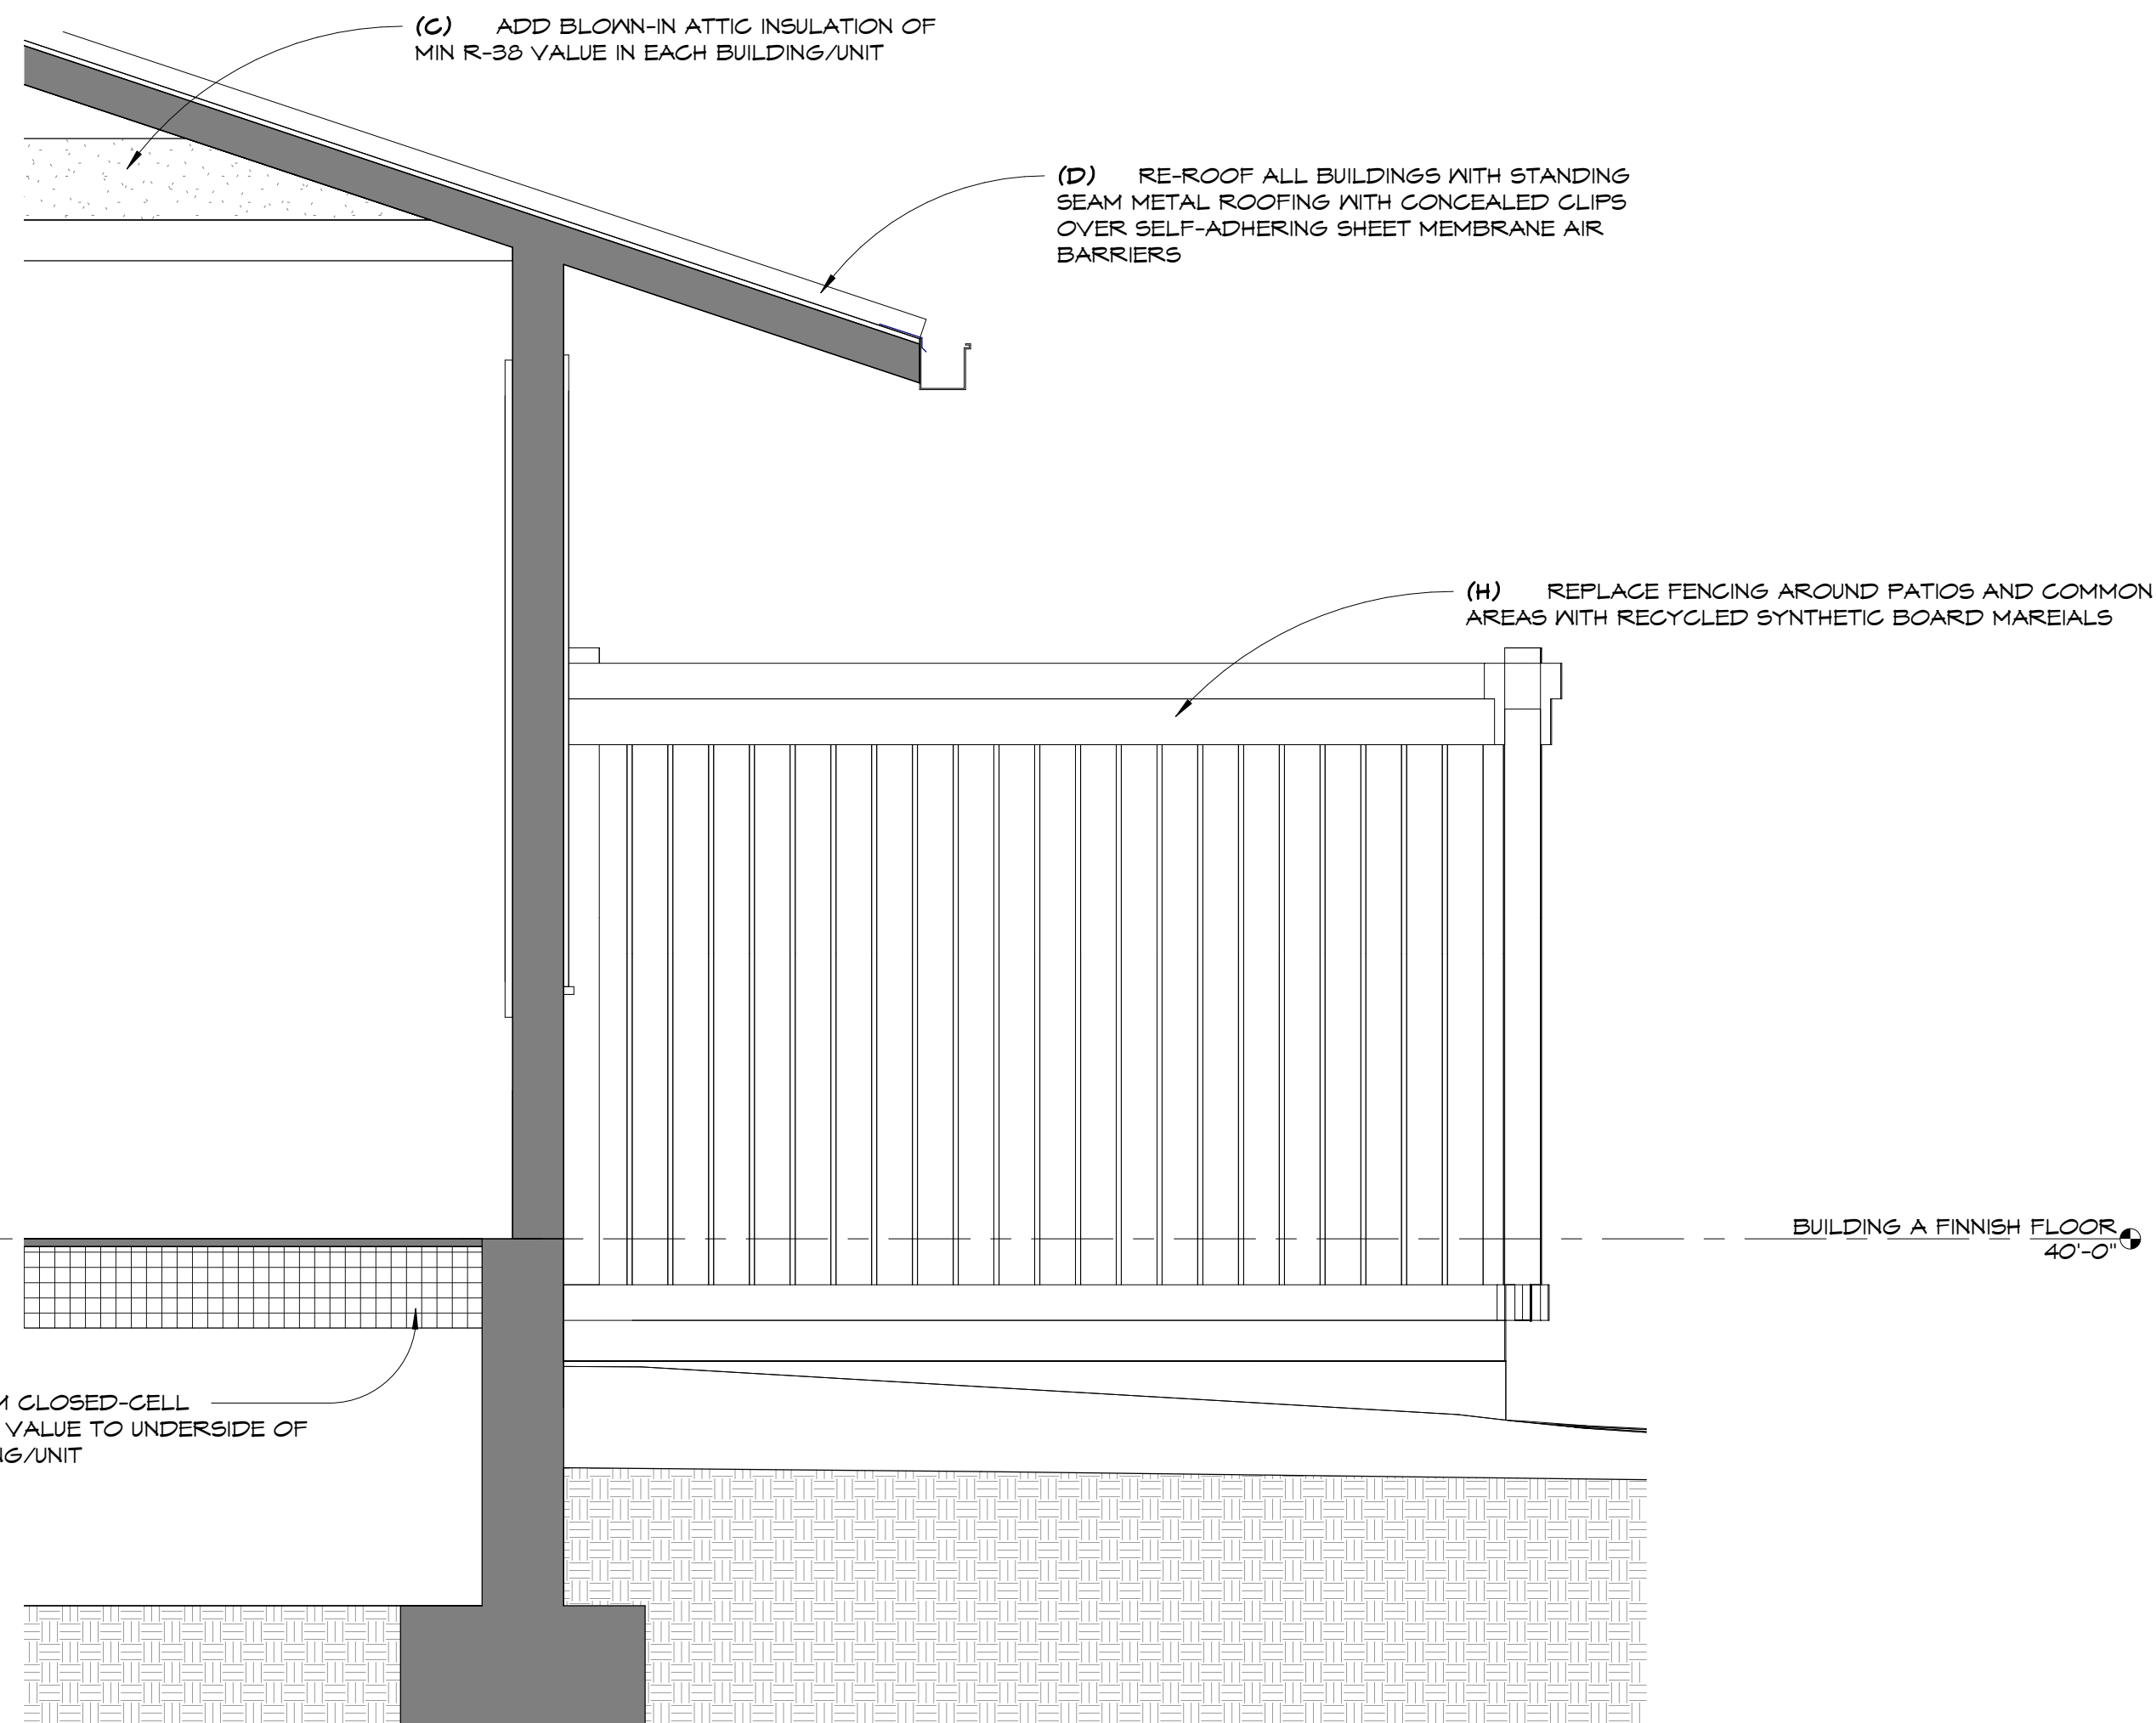 (C) ADD BLOWN-IN ATTIC INSULATION OF
MIN R-38 VALUE IN EACH BUILDING/UNIT
(D) RE-ROOF ALL BUILDINGS WITH STANDING
SEAM METAL ROOFING WITH CONCEALED CLIPS
OVER SELF-ADHERING SHEET MEMBRANE AIR
BARRIERS
(H) REPLACE FENCING AROUND PATIOS AND COMMON
AREAS WITH RECYCLED SYNTHETIC BOARD MAREIALS
BUILDING A FINNISH FLOOR
40'-0"
CLOSED-CELL
VALUE TO UNDERSIDE OF
/UNIT